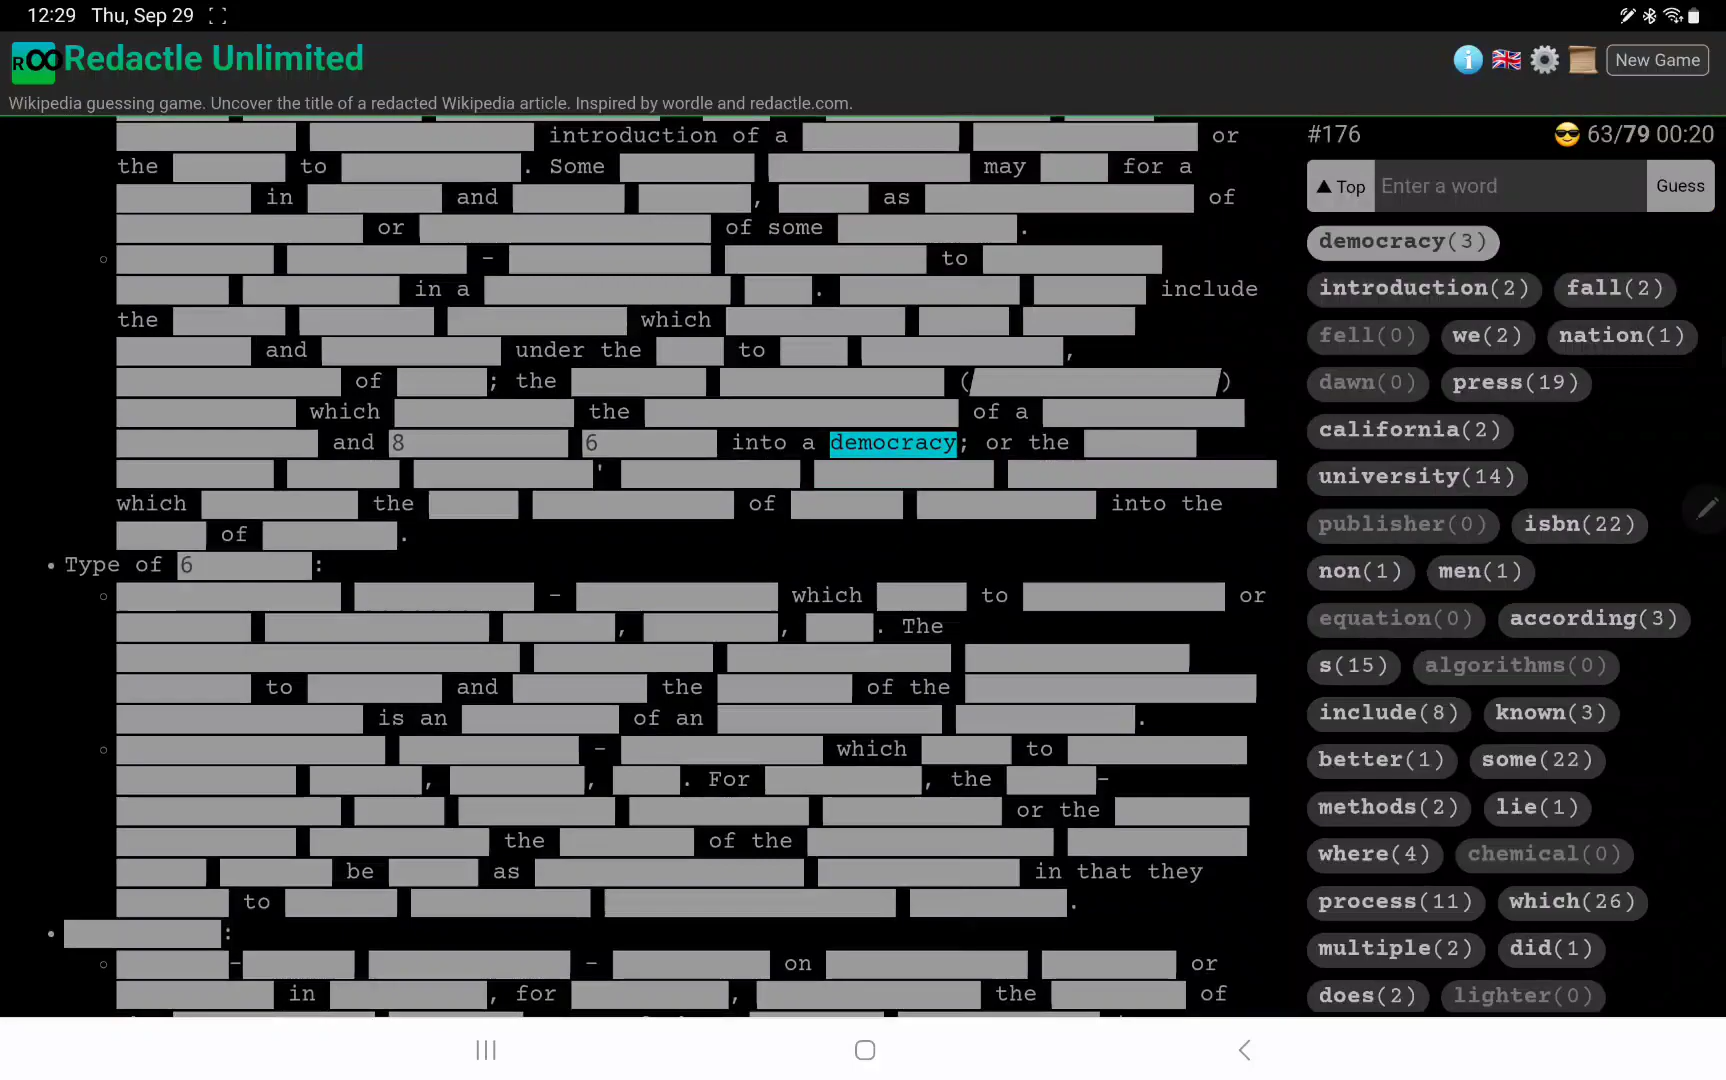 12:29 Thu, Sep 29
R∞ Redactle Unlimited
New Game
Wikipedia guessing game. Uncover the title of a redacted Wikipedia article. Inspired by wordle and redactle.com.
introduction of a or
the to . Some may for a
in and , as of
or of some .
- to
in a . include
the which
and under the to ,
of ; the ( )
which the of a
and 8 6 into a democracy; or the
'
which the of into the
of .
• Type of 6 :
- which to or
, , . The
to and the of the
is an of an .
- which to
, , . For , the -
or the
the of the
be as in that they
to .
:
- - on or
in , for , the of
#176
63/79 00:20
▲ Top
Enter a word
Guess
democracy(3)
introduction(2) fall(2)
fell(0) we(2) nation(1)
dawn(0) press(19)
california(2)
university(14)
publisher(0) isbn(22)
non(1) men(1)
equation(0) according(3)
s(15) algorithms(0)
include(8) known(3)
better(1) some(22)
methods(2) lie(1)
where(4) chemical(0)
process(11) which(26)
multiple(2) did(1)
does(2) lighter(0)